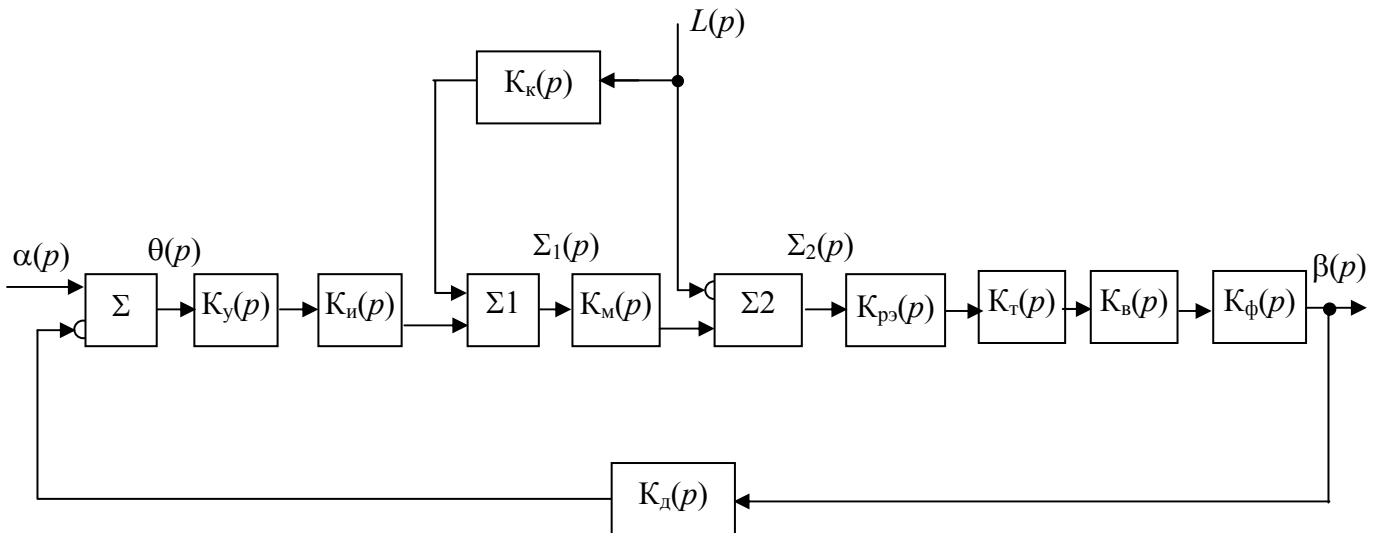 L(p)
Kк(p)
α(p)
θ(p)
Σ₁(p)
Σ₂(p)
β(p)
Σ
Kу(p)
Kи(p)
Σ1
Kм(p)
Σ2
Kрэ(p)
Kт(p)
Kв(p)
Kф(p)
Kд(p)